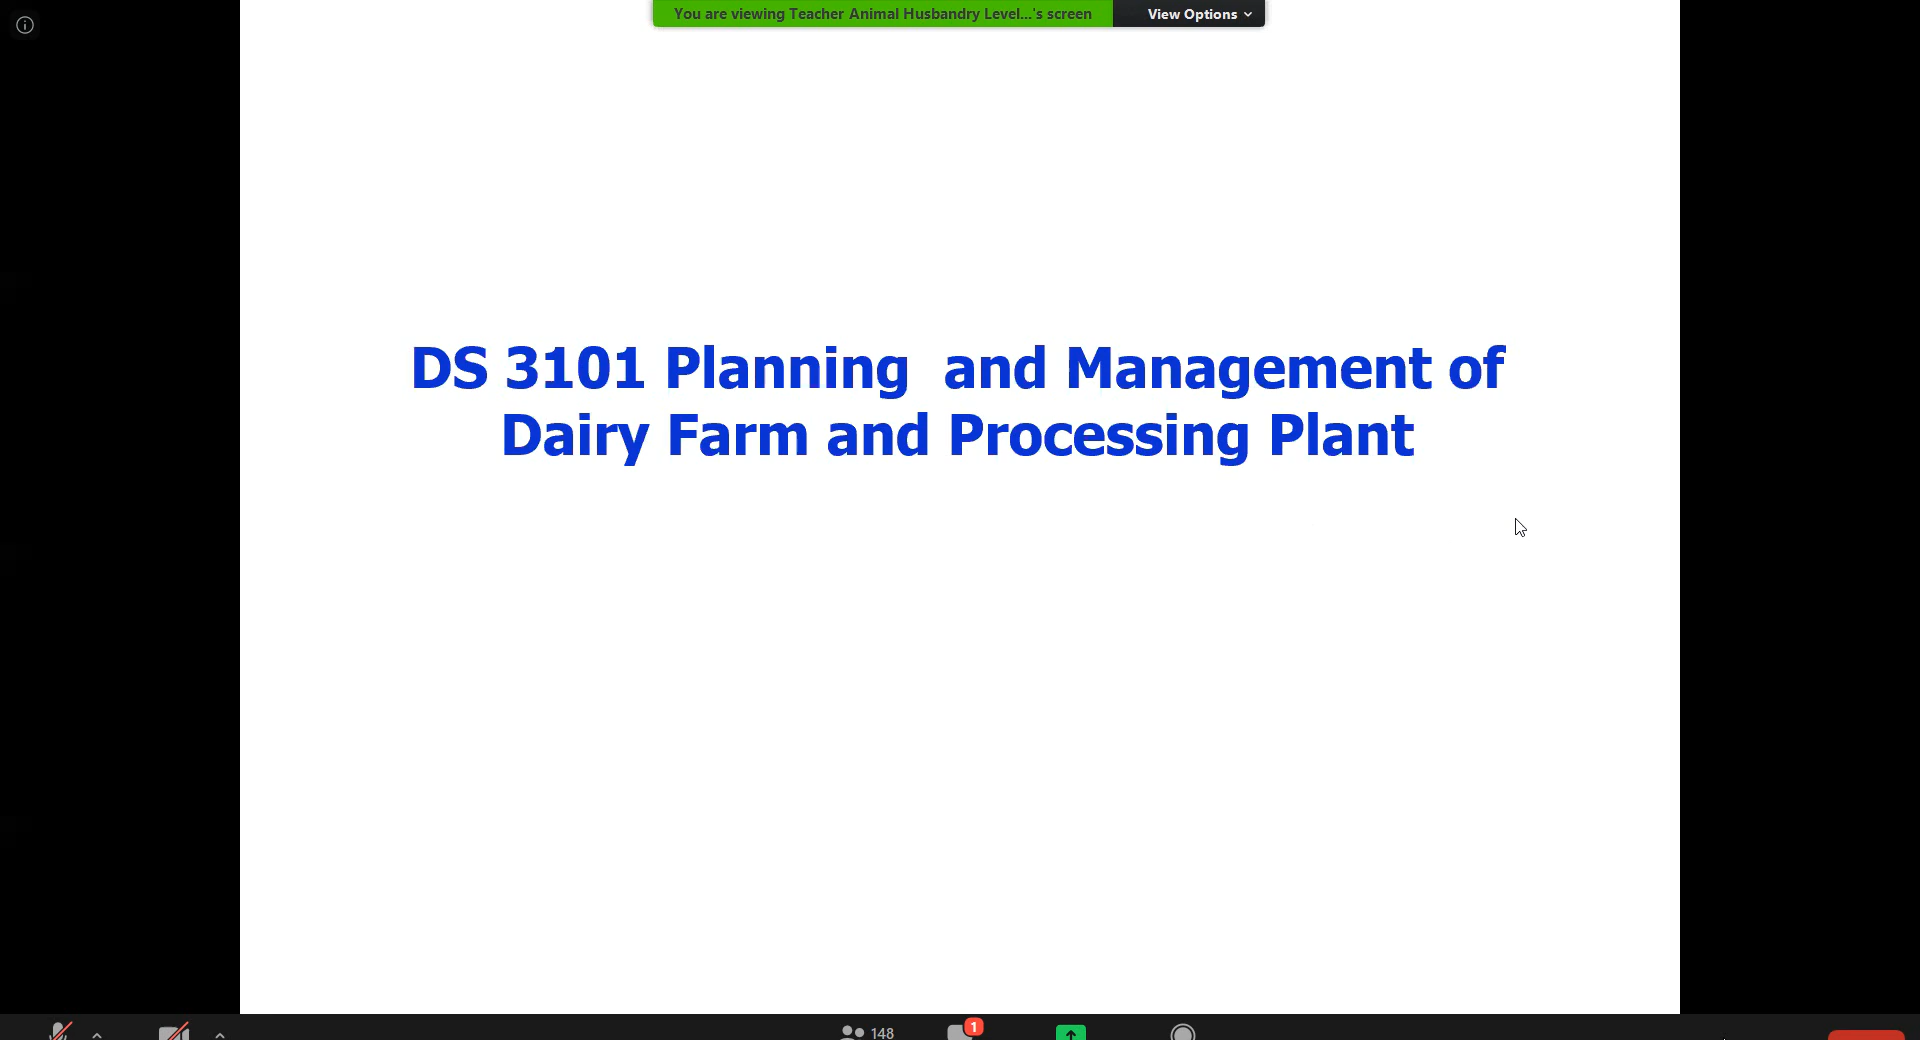 You are viewing Teacher Animal Husbandry Level...'s screen View Options
DS 3101 Planning  and Management of
Dairy Farm and Processing Plant
148 1